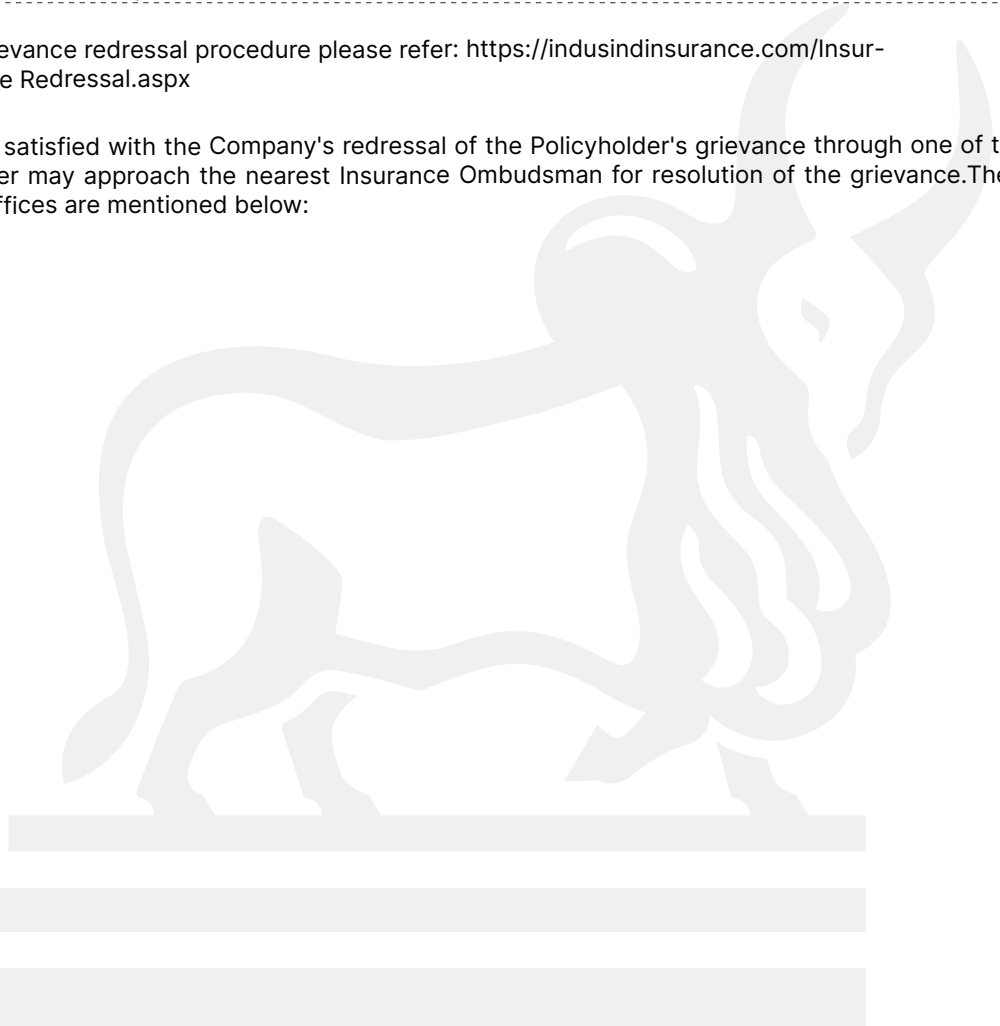 evance redressal procedure please refer: https://indusindinsurance.com/Insur-
e Redressal.aspx
satisfied with the Company's redressal of the Policyholder's grievance through one of t
er may approach the nearest Insurance Ombudsman for resolution of the grievance.The
ffices are mentioned below: